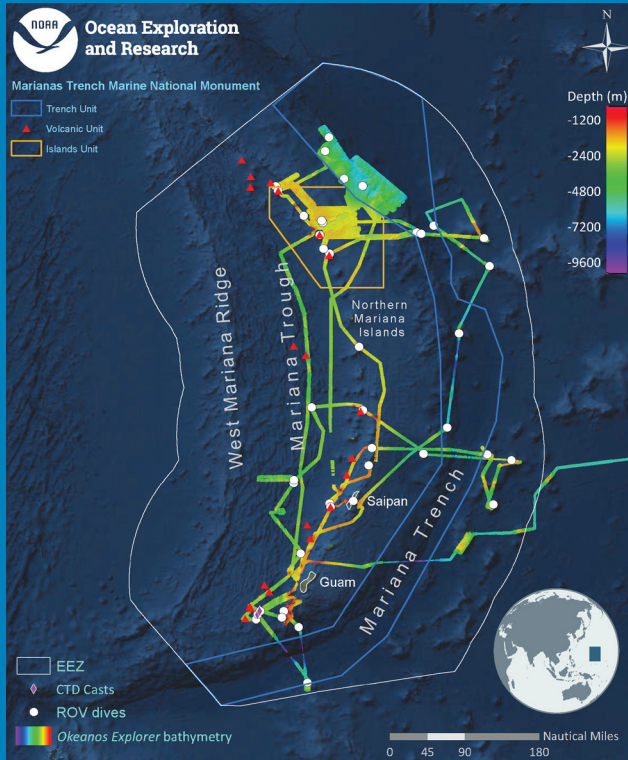 NOAA
Ocean Exploration
and Research
Marianas Trench Marine National Monument
Trench Unit
Volcanic Unit
Islands Unit
N
Depth (m)
-1200
-2400
-4800
-7200
-9600
Northern
Mariana
Islands
West Mariana Ridge
Mariana Trough
Saipan
Mariana Trench
Guam
EEZ
CTD Casts
ROV dives
Okeanos Explorer bathymetry
Nautical Miles
0 45 90 180